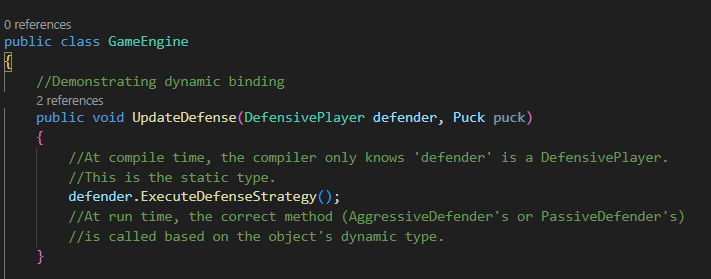 0 references
public class GameEngine
{
//Demonstrating dynamic binding
2 references
public void UpdateDefense(DefensivePlayer defender, Puck puck)
{
//At compile time, the compiler only knows 'defender' is a DefensivePlayer.
//This is the static type.
defender.ExecuteDefenseStrategy();
//At run time, the correct method (AggressiveDefender's or PassiveDefender's)
//is called based on the object's dynamic type.
}